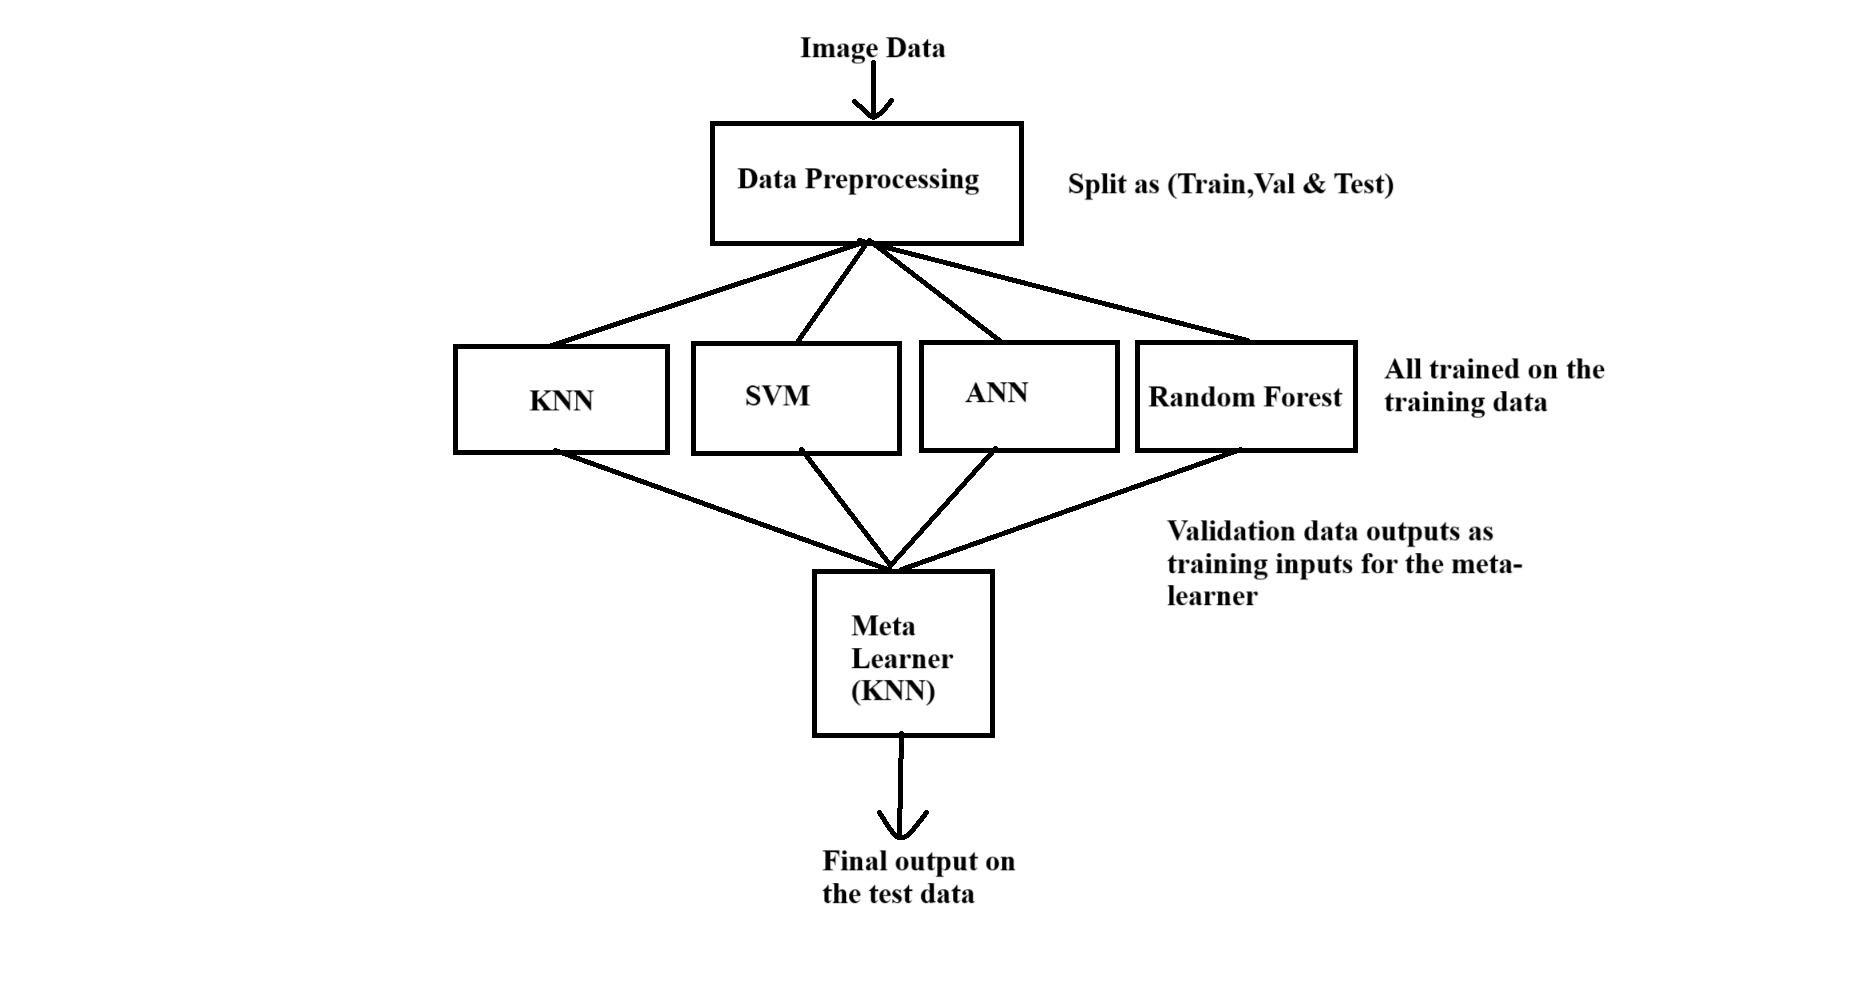 Image Data
Data Preprocessing
Split as (Train,Val & Test)
KNN
SVM
ANN
Random Forest
All trained on the
training data
Validation data outputs as
training inputs for the meta-
learner
Meta
Learner
(KNN)
Final output on
the test data